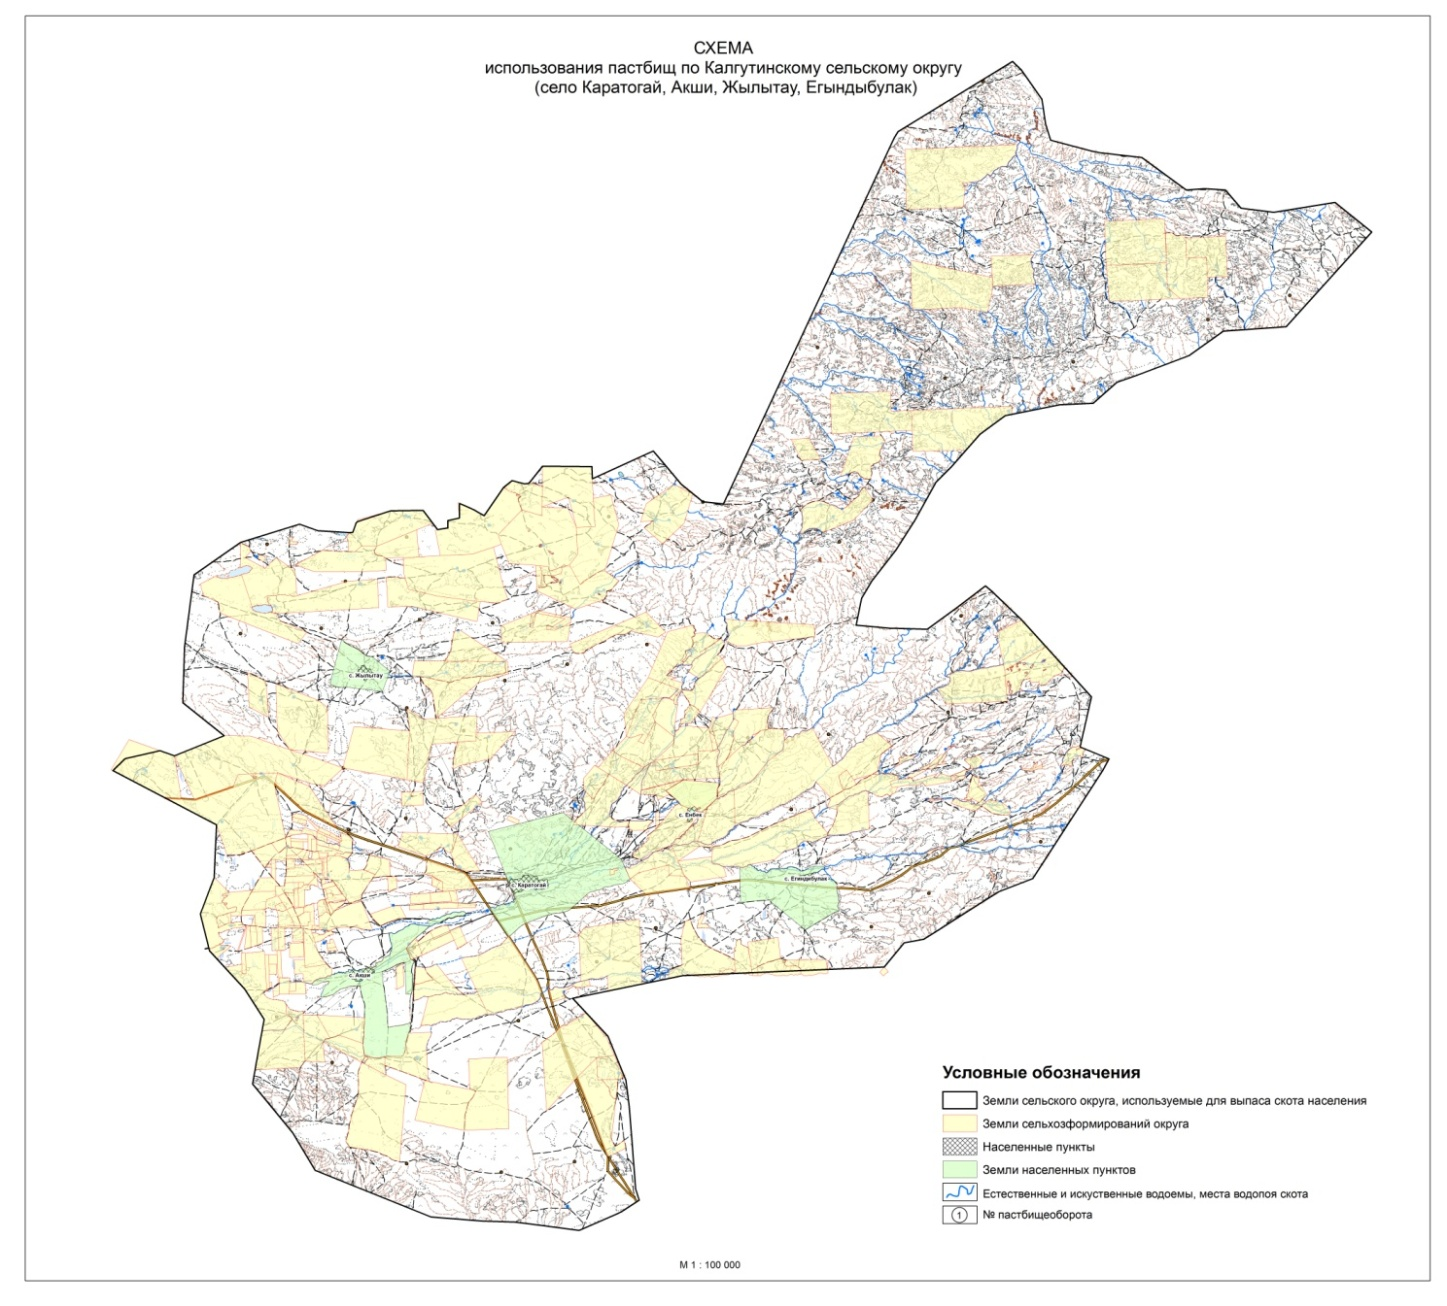 СХЕМА
использования пастбищ по Калгутинскому сельскому округу
(село Каратогай, Акши, Жылытау, Егындыбулак)
с. Жылытау
с. Енбек
с. Каратогай
с. Егиндибулак
с. Акши
Условные обозначения
Земли сельского округа, используемые для выпаса скота населения
Земли сельхозформирований округа
Населенные пункты
Земли населенных пунктов
Естественные и искуственные водоемы, места водопоя скота
1 № пастбищеоборота
М 1 : 100 000